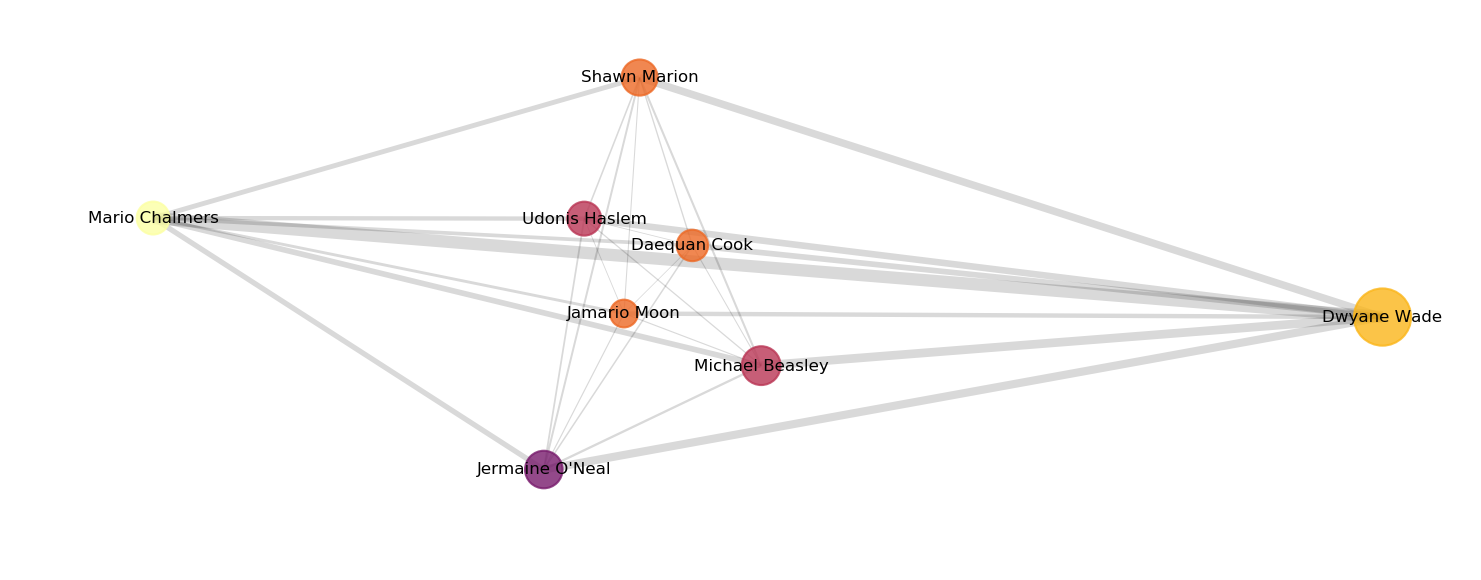 Shawn Marion
Mario Chalmers
Udonis Haslem
Daequan Cook
Jamario Moon
Dwyane Wade
Michael Beasley
Jermaine O'Neal